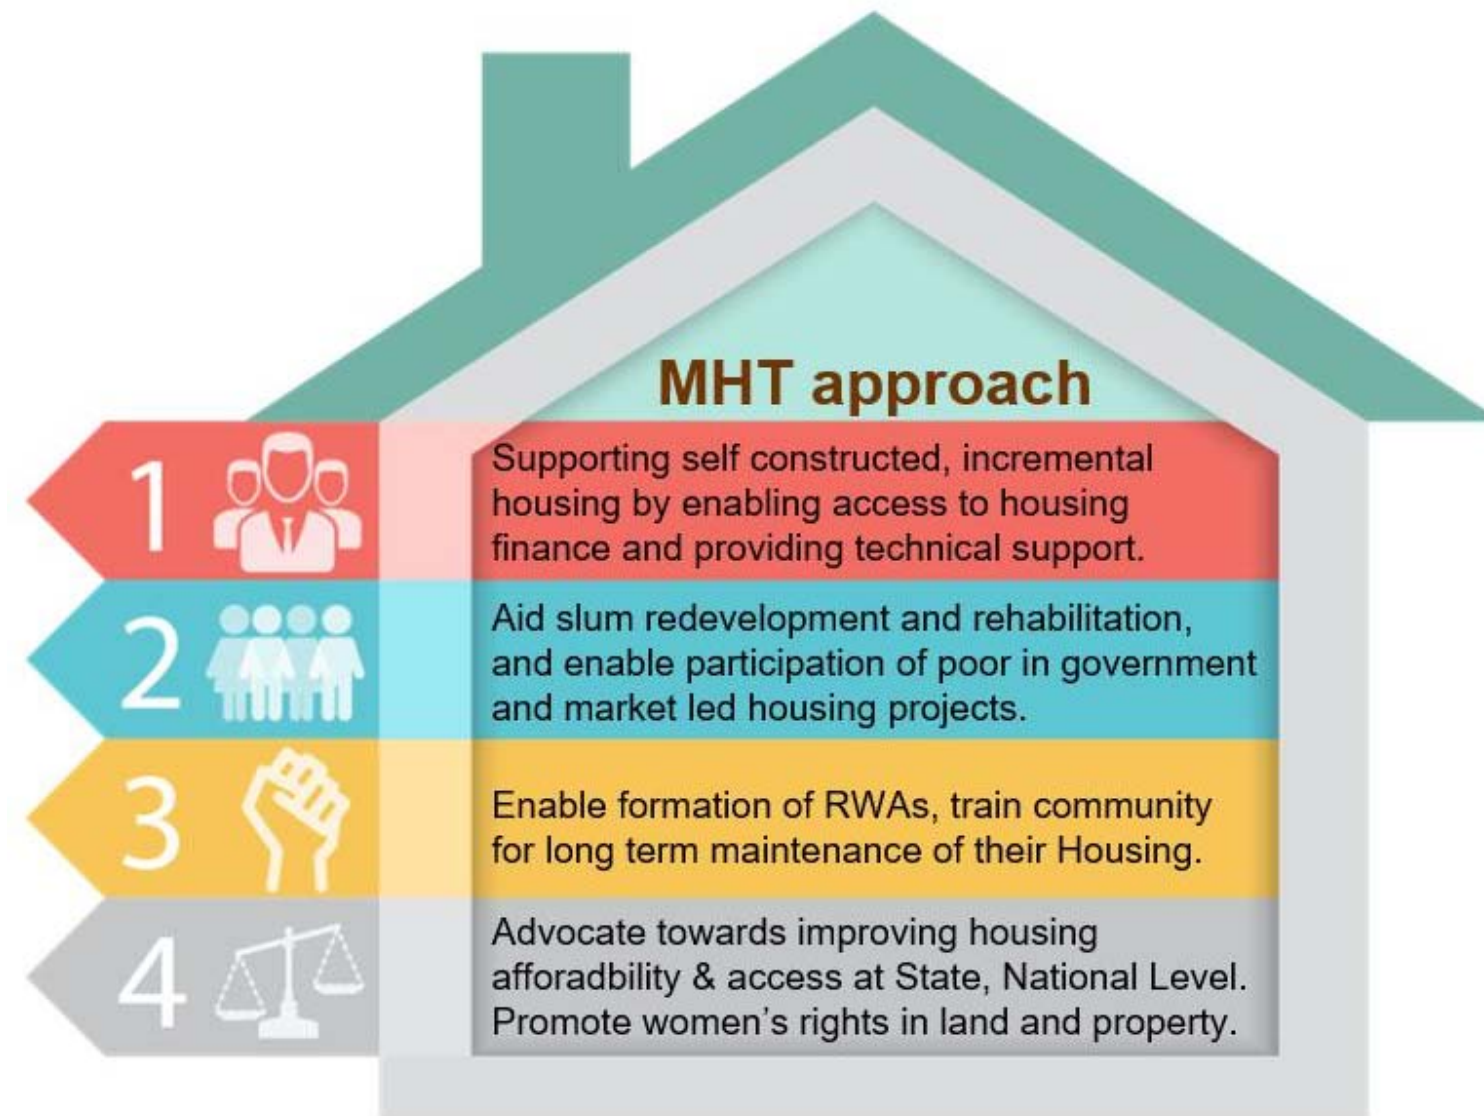 MHT approach
1
Supporting self constructed, incremental
housing by enabling access to housing
finance and providing technical support.
2
Aid slum redevelopment and rehabilitation,
and enable participation of poor in government
and market led housing projects.
3
Enable formation of RWAs, train community
for long term maintenance of their Housing.
4
Advocate towards improving housing
afforadbility & access at State, National Level.
Promote women’s rights in land and property.